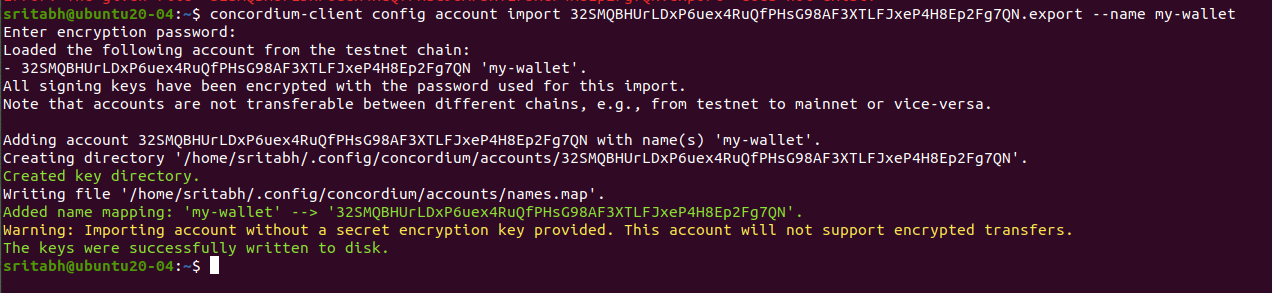 sritabh@ubuntu20-04:~$ concordium-client config account import 32SMQBHUrLDxP6uex4RuQfPHsG98AF3XTLFJxeP4H8Ep2Fg7QN.export --name my-wallet
Enter encryption password:
Loaded the following account from the testnet chain:
- 32SMQBHUrLDxP6uex4RuQfPHsG98AF3XTLFJxeP4H8Ep2Fg7QN 'my-wallet'.
All signing keys have been encrypted with the password used for this import.
Note that accounts are not transferable between different chains, e.g., from testnet to mainnet or vice-versa.
Adding account 32SMQBHUrLDxP6uex4RuQfPHsG98AF3XTLFJxeP4H8Ep2Fg7QN with name(s) 'my-wallet'.
Creating directory '/home/sritabh/.config/concordium/accounts/32SMQBHUrLDxP6uex4RuQfPHsG98AF3XTLFJxeP4H8Ep2Fg7QN'.
Created key directory.
Writing file '/home/sritabh/.config/concordium/accounts/names.map'.
Added name mapping: 'my-wallet' --> '32SMQBHUrLDxP6uex4RuQfPHsG98AF3XTLFJxeP4H8Ep2Fg7QN'.
Warning: Importing account without a secret encryption key provided. This account will not support encrypted transfers.
The keys were successfully written to disk.
sritabh@ubuntu20-04:~$